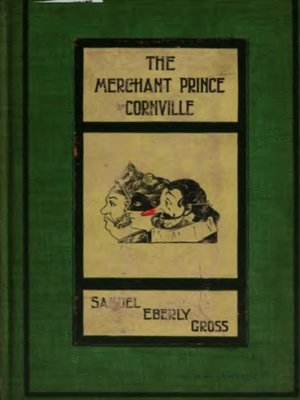 THE
MERCHANT PRINCE
OF CORNVILLE
SAMUEL
EBERLY
GROSS